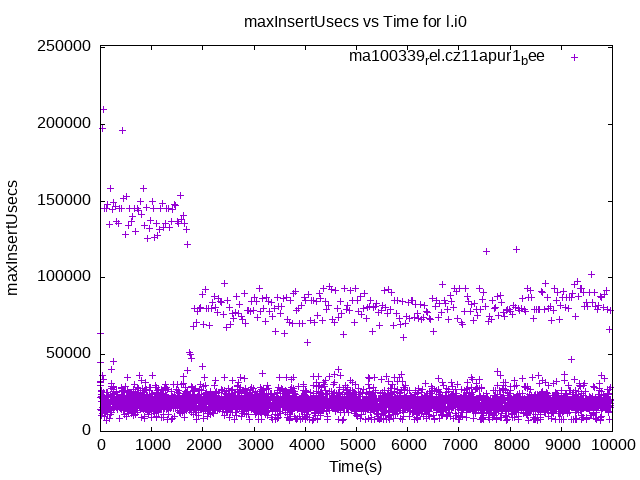 maxInsertUsecs vs Time for l.i0
ma100339rel.cz11apur1bee
250000
200000
150000
100000
50000
0
maxInsertUsecs
0 1000 2000 3000 4000 5000 6000 7000 8000 9000 10000
Time(s)